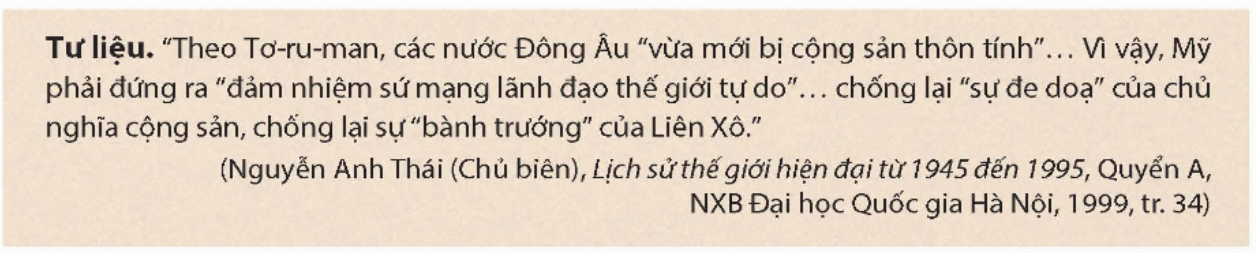 Tư liệu. “Theo Tơ-ru-man, các nước Đông Âu “vừa mới bị cộng sản thôn tính”... Vì vậy, Mỹ
phải đứng ra “đảm nhiệm sứ mạng lãnh đạo thế giới tự do”... chống lại “sự đe doạ” của chủ
nghĩa cộng sản, chống lại sự “bành trướng” của Liên Xô.”
(Nguyễn Anh Thái (Chủ biên), Lịch sử thế giới hiện đại từ 1945 đến 1995, Quyển A,
NXB Đại học Quốc gia Hà Nội, 1999, tr. 34)